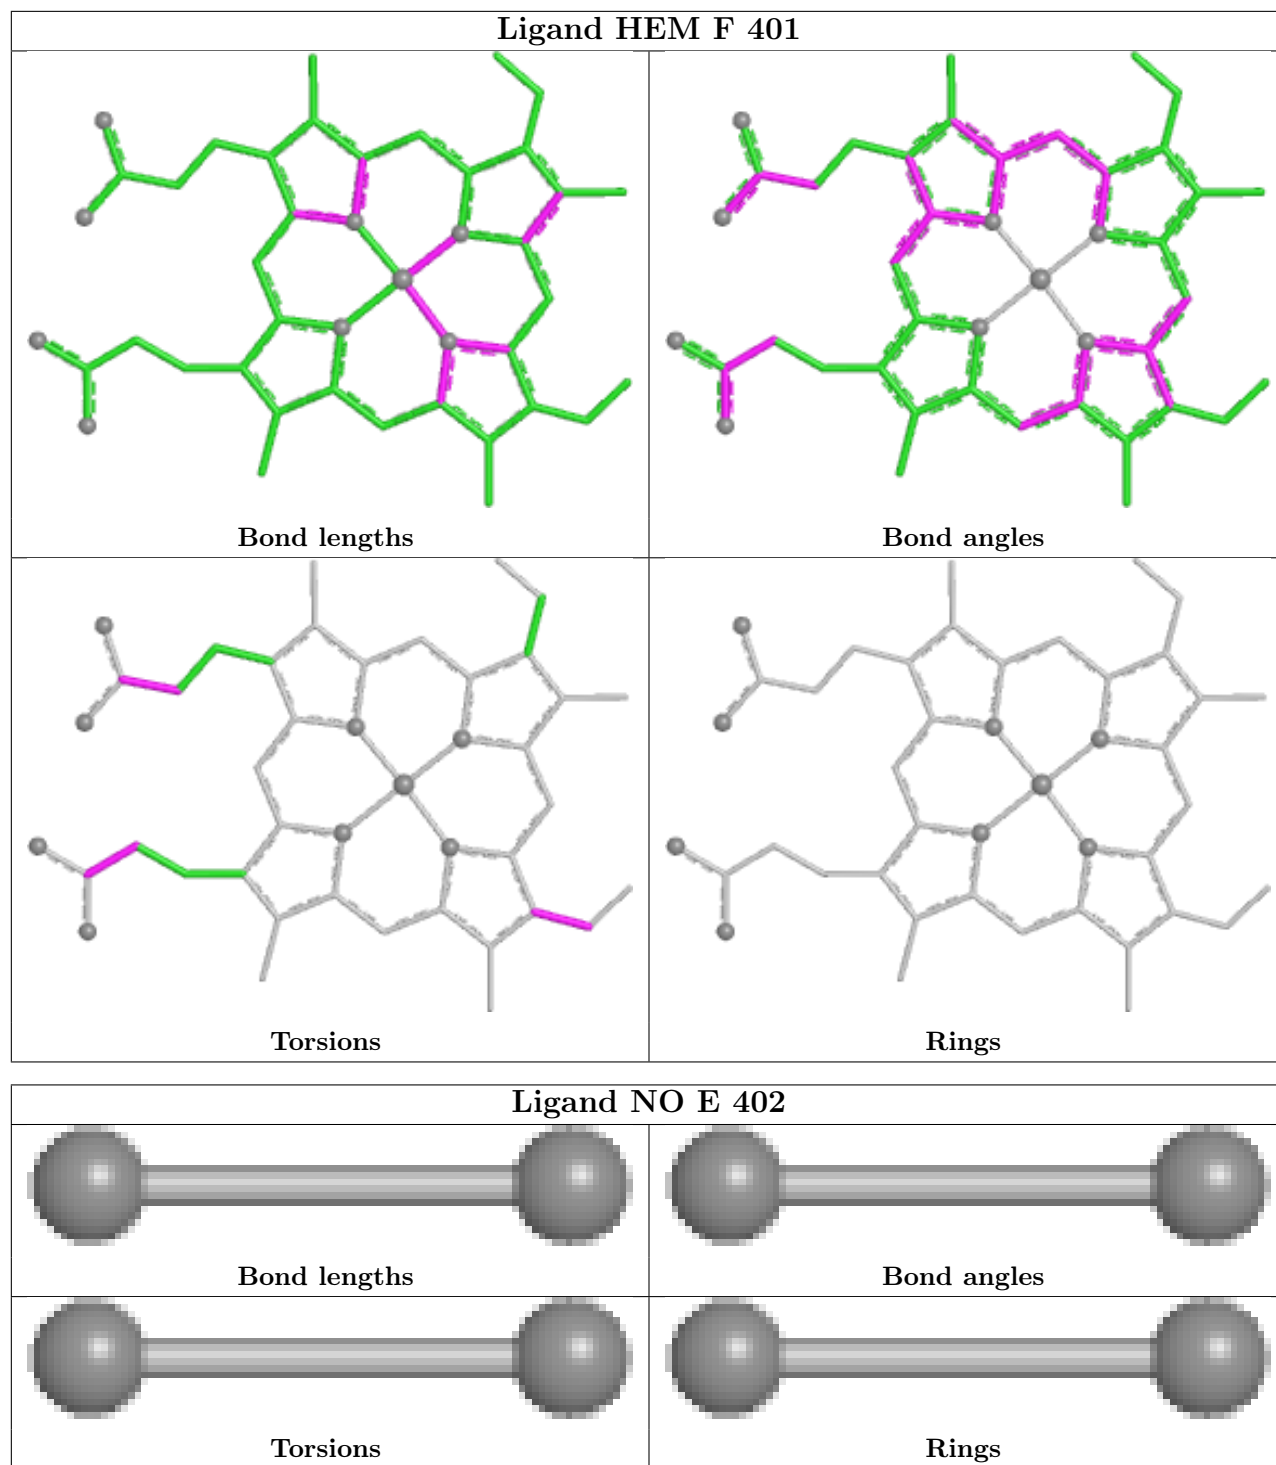 Ligand HEM F 401
Bond lengths
Bond angles
Torsions
Rings
Ligand NO E 402
Bond lengths
Bond angles
Torsions
Rings